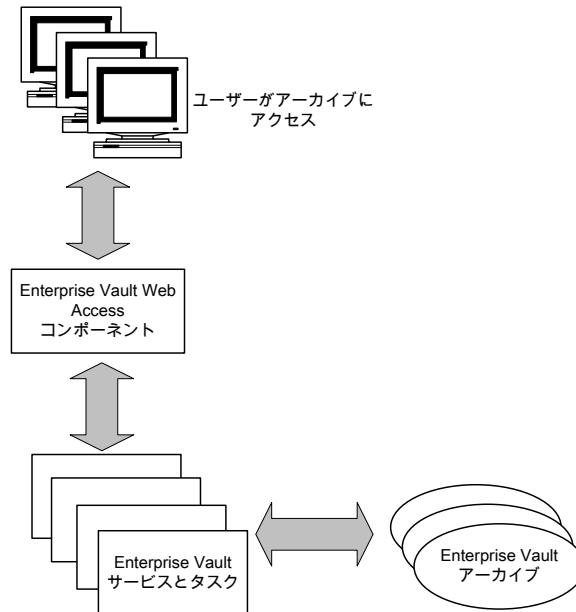 ユーザーがアーカイブに
アクセス
Enterprise Vault Web
Access
コンポーネント
Enterprise Vault
サービスとタスク
Enterprise Vault
アーカイブ